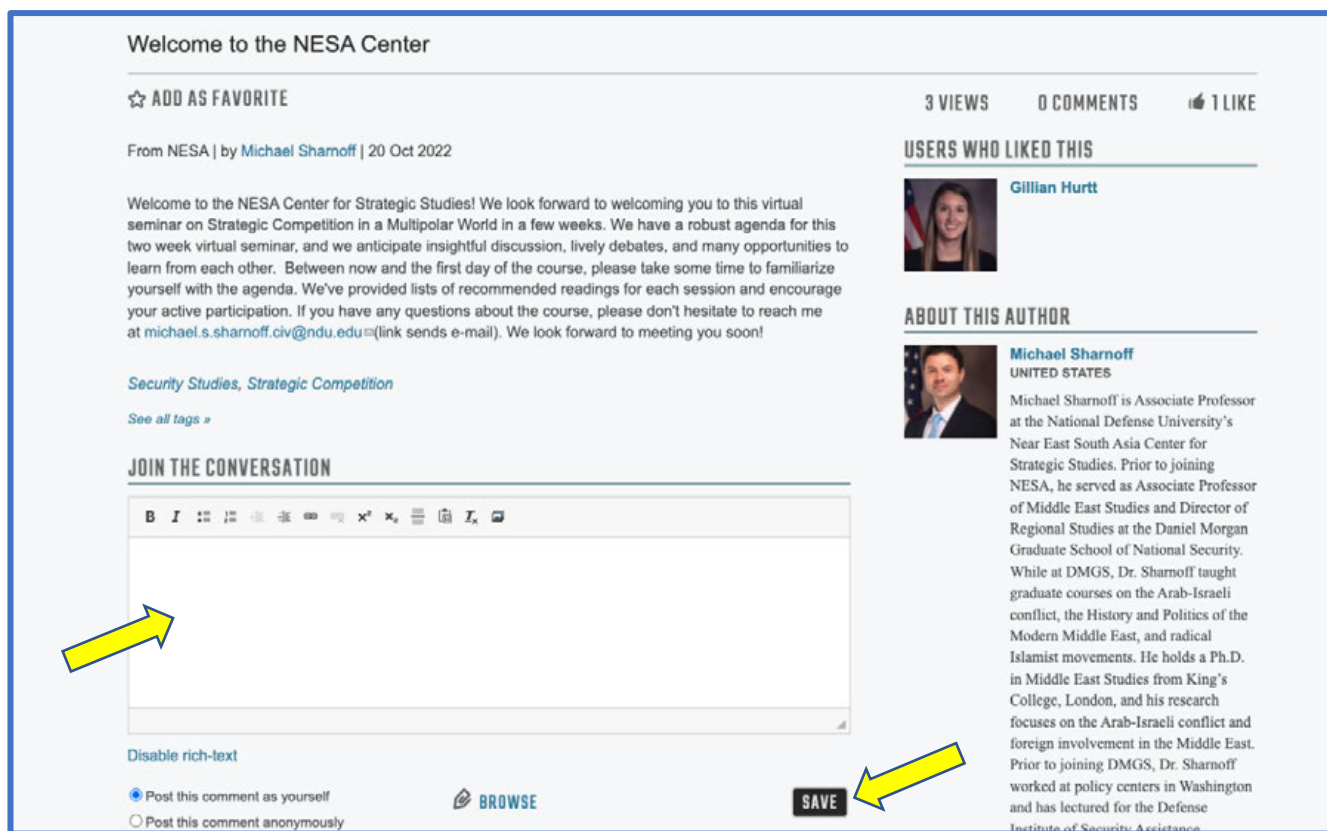 Welcome to the NESA Center
ADD AS FAVORITE
3 VIEWS 0 COMMENTS 1 LIKE
From NESA | by Michael Sharnoff | 20 Oct 2022
Welcome to the NESA Center for Strategic Studies! We look forward to welcoming you to this virtual
seminar on Strategic Competition in a Multipolar World in a few weeks. We have a robust agenda for this
two week virtual seminar, and we anticipate insightful discussion, lively debates, and many opportunities to
learn from each other. Between now and the first day of the course, please take some time to familiarize
yourself with the agenda. We've provided lists of recommended readings for each session and encourage
your active participation. If you have any questions about the course, please don't hesitate to reach me
at michael.s.sharnoff.civ@ndu.edu (link sends e-mail). We look forward to meeting you soon!
Security Studies, Strategic Competition
See all tags »
JOIN THE CONVERSATION
B I x² x₂ Tx
Disable rich-text
Post this comment as yourself
Post this comment anonymously
BROWSE
SAVE
USERS WHO LIKED THIS
Gillian Hurtt
ABOUT THIS AUTHOR
Michael Sharnoff
UNITED STATES
Michael Sharnoff is Associate Professor
at the National Defense University's
Near East South Asia Center for
Strategic Studies. Prior to joining
NESA, he served as Associate Professor
of Middle East Studies and Director of
Regional Studies at the Daniel Morgan
Graduate School of National Security.
While at DMGS, Dr. Sharnoff taught
graduate courses on the Arab-Israeli
conflict, the History and Politics of the
Modern Middle East, and radical
Islamist movements. He holds a Ph.D.
in Middle East Studies from King's
College, London, and his research
focuses on the Arab-Israeli conflict and
foreign involvement in the Middle East.
Prior to joining DMGS, Dr. Sharnoff
worked at policy centers in Washington
and has lectured for the Defense
Institute of Security Assistance